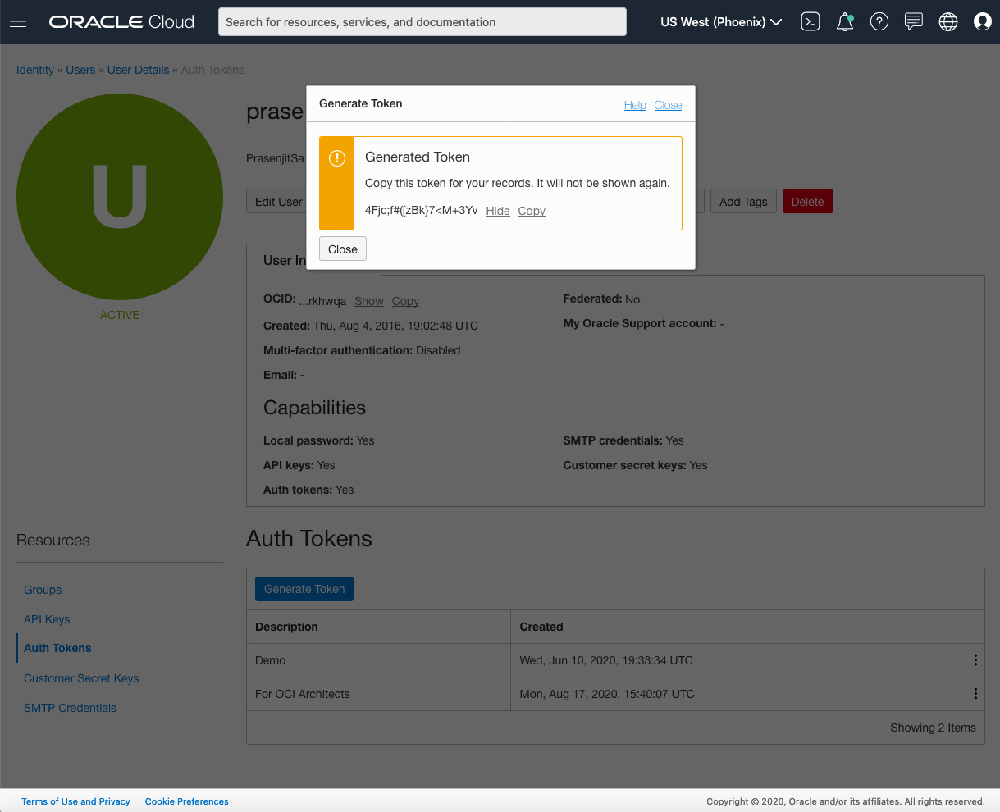 ORACLE Cloud
Search for resources, services, and documentation
US West (Phoenix)
Identity » Users » User Details » Auth Tokens
U
ACTIVE
prase
PrasenjitSa
Edit User
Add Tags
Delete
Generate Token
Help Close
Generated Token
Copy this token for your records. It will not be shown again.
4Fjc;f#([zBk}7<M+3Yv Hide Copy
Close
User In
OCID: ...rkhwqa Show Copy
Created: Thu, Aug 4, 2016, 19:02:48 UTC
Multi-factor authentication: Disabled
Email: -
Federated: No
My Oracle Support account: -
Capabilities
Local password: Yes
API keys: Yes
Auth tokens: Yes
SMTP credentials: Yes
Customer secret keys: Yes
Resources
Groups
API Keys
Auth Tokens
Customer Secret Keys
SMTP Credentials
Auth Tokens
Generate Token
Description Created
Demo Wed, Jun 10, 2020, 19:33:34 UTC
For OCI Architects Mon, Aug 17, 2020, 15:40:07 UTC
Showing 2 Items
Terms of Use and Privacy Cookie Preferences
Copyright © 2020, Oracle and/or its affiliates. All rights reserved.